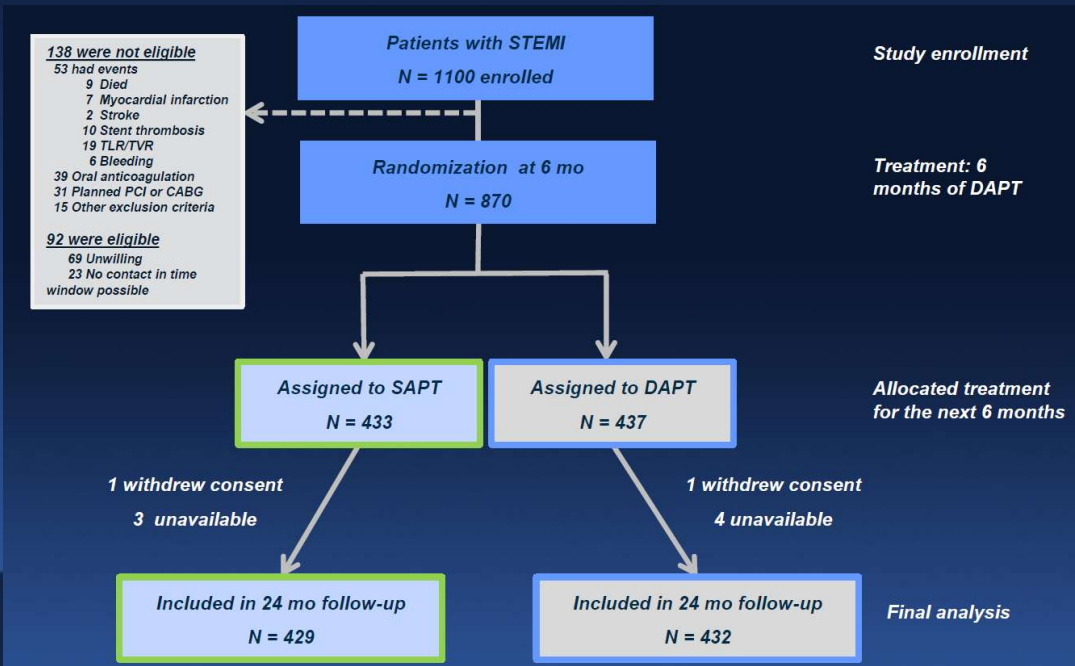 Patients with STEMI
N = 1100 enrolled
Study enrollment
138 were not eligible
53 had events
9 Died
7 Myocardial infarction
2 Stroke
10 Stent thrombosis
19 TLR/TVR
6 Bleeding
39 Oral anticoagulation
31 Planned PCI or CABG
15 Other exclusion criteria
92 were eligible
69 Unwilling
23 No contact in time
window possible
Randomization at 6 mo
N = 870
Treatment: 6
months of DAPT
Assigned to SAPT
N = 433
Assigned to DAPT
N = 437
Allocated treatment
for the next 6 months
1 withdrew consent
3 unavailable
1 withdrew consent
4 unavailable
Included in 24 mo follow-up
N = 429
Included in 24 mo follow-up
N = 432
Final analysis